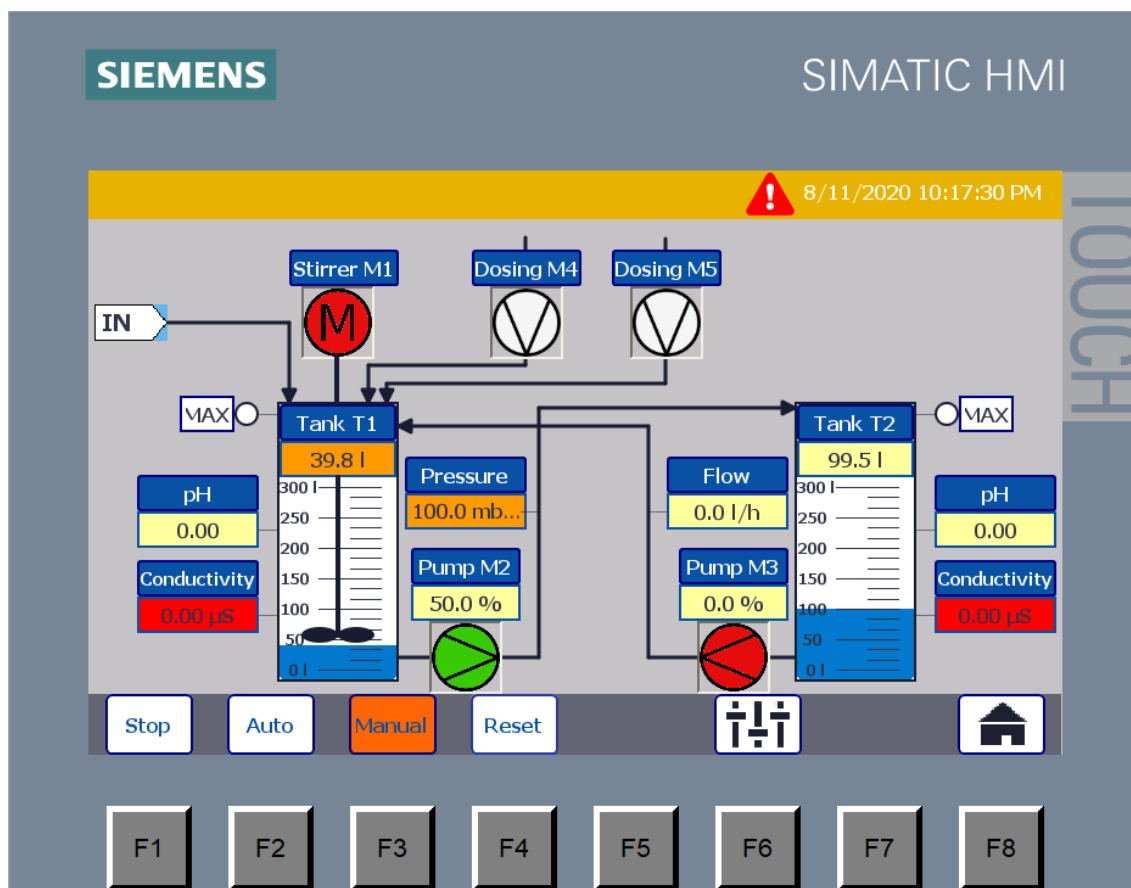 SIEMENS
SIMATIC HMI
TOUCH
8/11/2020 10:17:30 PM
Stirrer M1
Dosing M4
Dosing M5
IN
M
MAX
Tank T1
39.8 l
Tank T2
99.5 l
MAX
pH
0.00
Conductivity
0.00 µS
300 l
250
200
150
100
50
0 l
Pressure
100.0 mb...
Pump M2
50.0 %
Flow
0.0 l/h
Pump M3
0.0 %
300 l
250
200
150
100
50
0 l
pH
0.00
Conductivity
0.00 µS
Stop
Auto
Manual
Reset
F1
F2
F3
F4
F5
F6
F7
F8